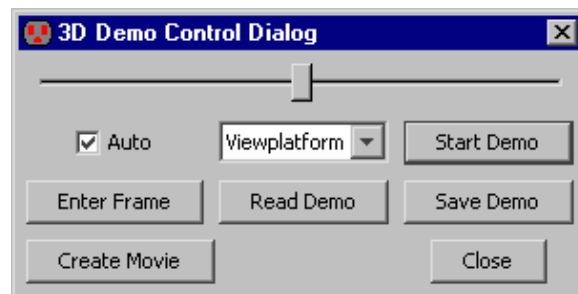 3D Demo Control Dialog
Auto Viewplatform Start Demo
Enter Frame Read Demo Save Demo
Create Movie Close